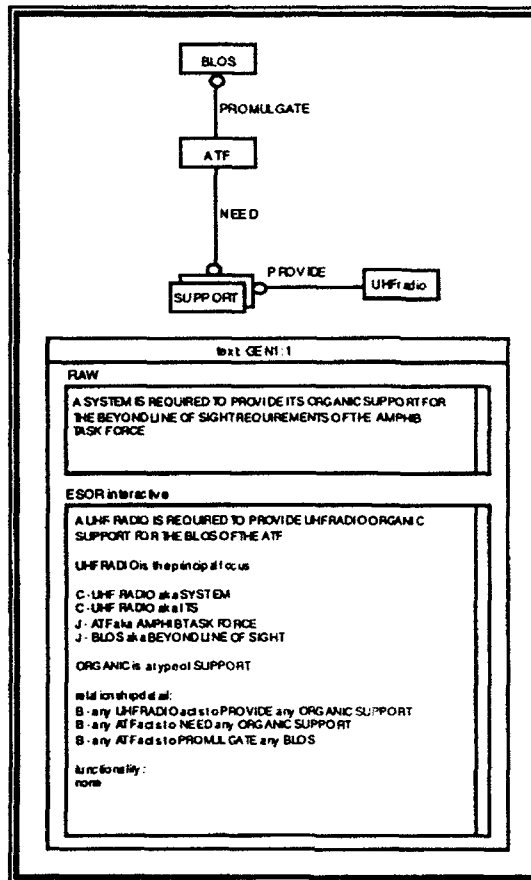 BLOS
PROMULGATE
ATF
NEED
PROVIDE
SUPPORT
UHFradio
text: GEN1:1
RAW
A SYSTEM IS REQUIRED TO PROVIDE ITS ORGANIC SUPPORT FOR
THE BEYOND LINE OF SIGHT REQUIREMENTS OF THE AMPHIB
TASK FORCE
ESOR interactive
A UHF RADIO IS REQUIRED TO PROVIDE UHFRADIO ORGANIC
SUPPORT FOR THE BLOS OF THE ATF
UHFRADIO is the principal focus
C - UHF RADIO aka SYSTEM
C - UHF RADIO aka ITS
J - ATF aka AMPHIB TASK FORCE
J - BLOS aka BEYOND LINE OF SIGHT
ORGANIC is a type of SUPPORT
relationship detail:
B - any UHFRADIO acts to PROVIDE any ORGANIC SUPPORT
B - any ATF acts to NEED any ORGANIC SUPPORT
B - any ATF acts to PROMULGATE any BLOS
functionality:
none